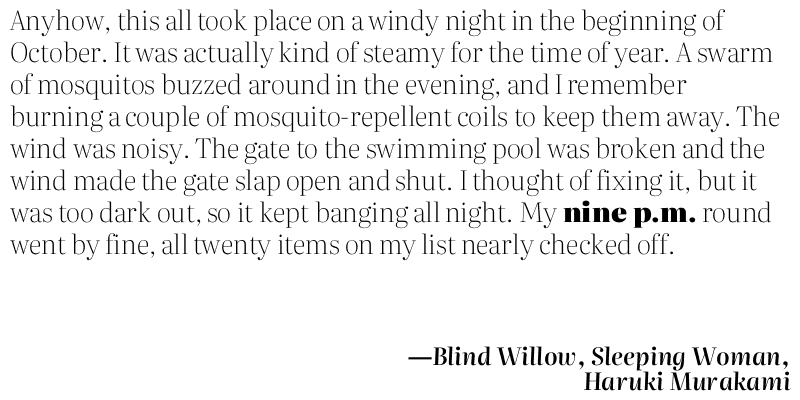 Anyhow, this all took place on a windy night in the beginning of
October. It was actually kind of steamy for the time of year. A swarm
of mosquitos buzzed around in the evening, and I remember
burning a couple of mosquito-repellent coils to keep them away. The
wind was noisy. The gate to the swimming pool was broken and the
wind made the gate slap open and shut. I thought of fixing it, but it
was too dark out, so it kept banging all night. My nine p.m. round
went by fine, all twenty items on my list nearly checked off.
—Blind Willow, Sleeping Woman,
Haruki Murakami